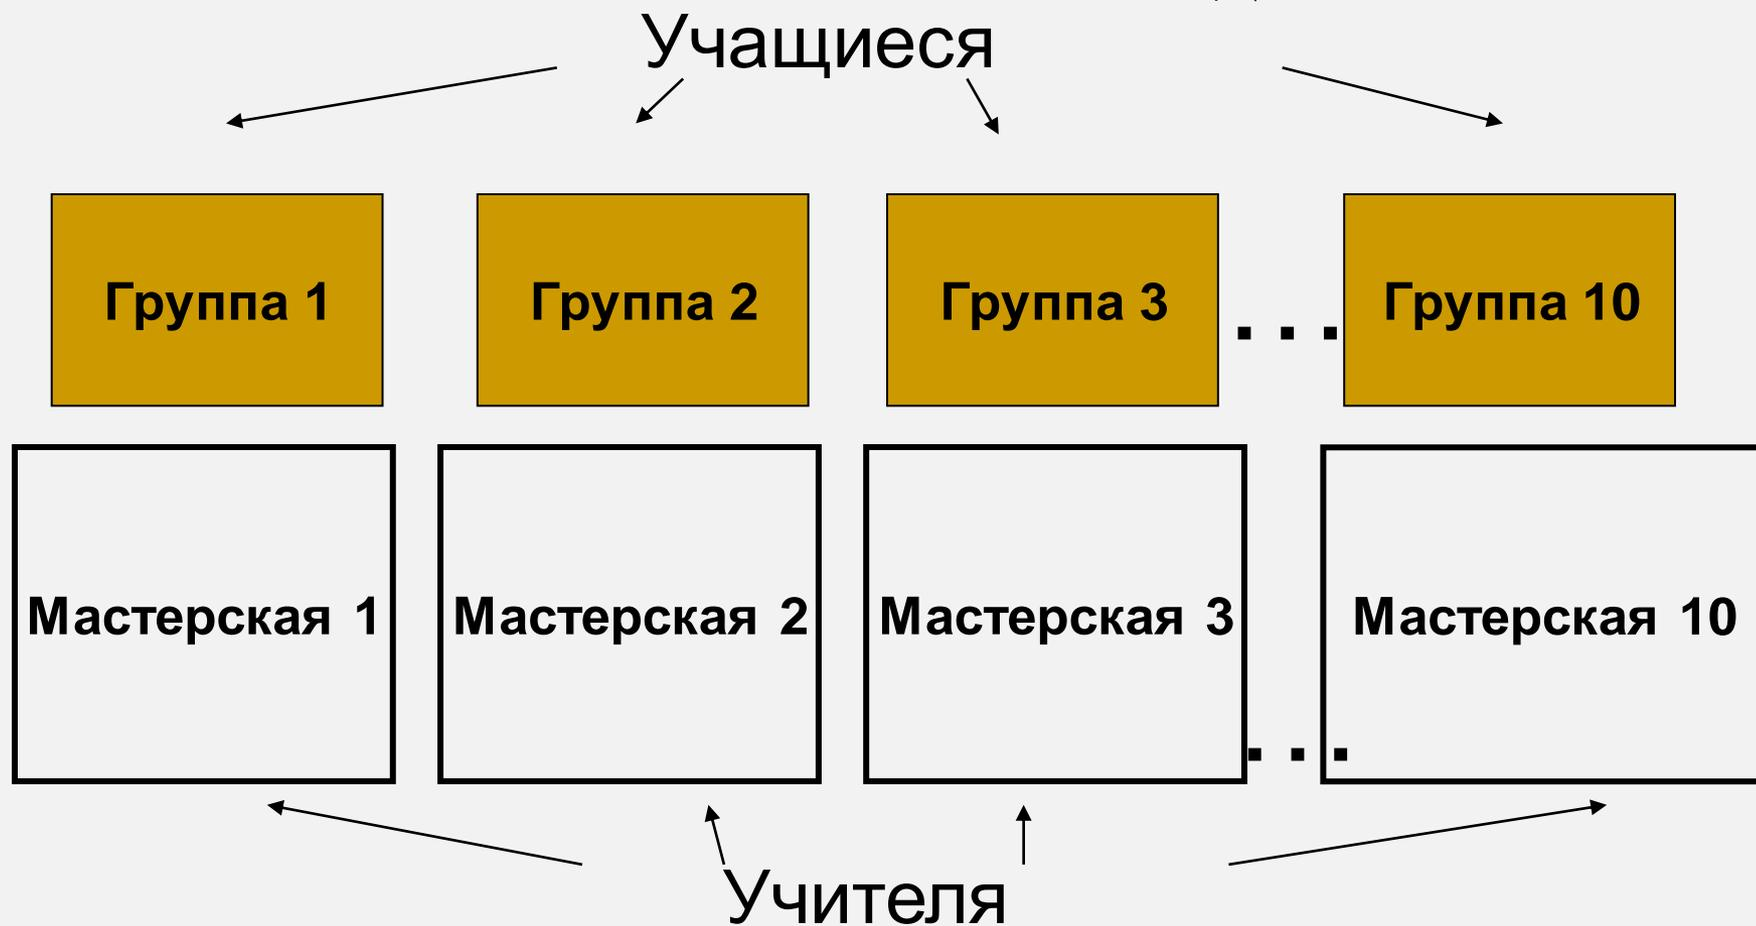 Учащиеся
Группа 1
Группа 2
Группа 3
. . .
Группа 10
Мастерская 1
Мастерская 2
Мастерская 3
. . .
Мастерская 10
Учителя